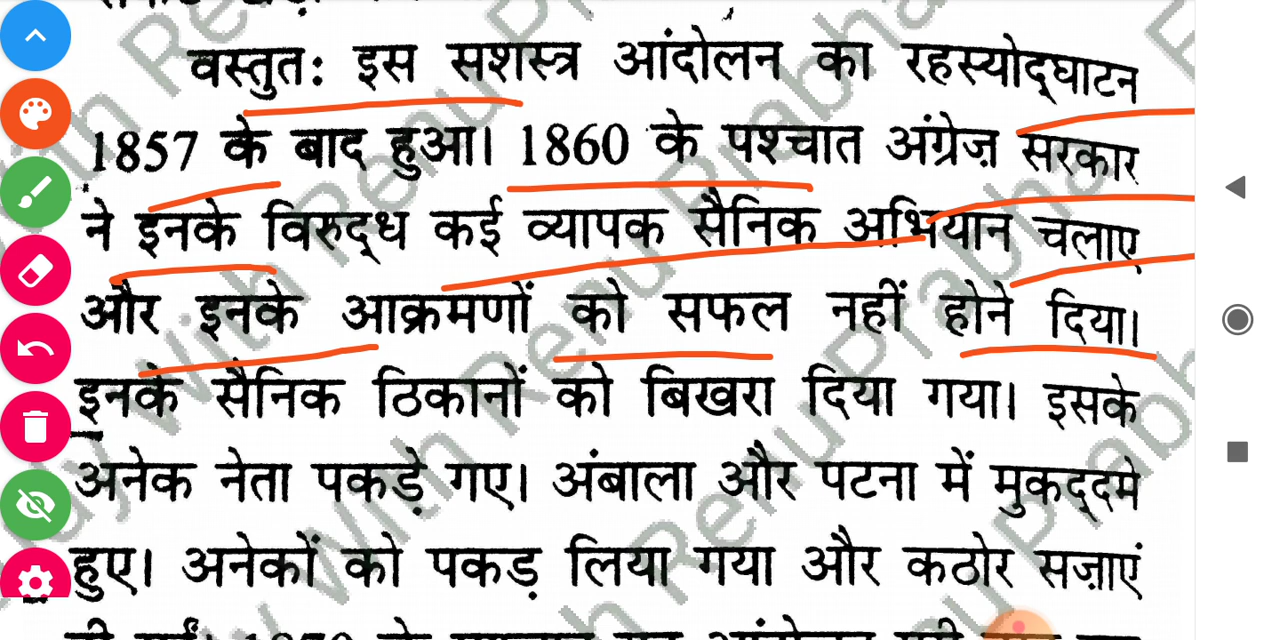 वस्तुतः इस सशस्त्र आंदोलन का रहस्योद्घाटन
1857 के बाद हुआ। 1860 के पश्चात अंग्रेज़ सरकार
ने इनके विरुद्ध कई व्यापक सैनिक अभियान चलाए
और इनके आक्रमणों को सफल नहीं होने दिया।
इनके सैनिक ठिकानों को बिखरा दिया गया। इसके
अनेक नेता पकड़े गए। अंबाला और पटना में मुकद्दमे
हुए। अनेकों को पकड़ लिया गया और कठोर सज़ाएं